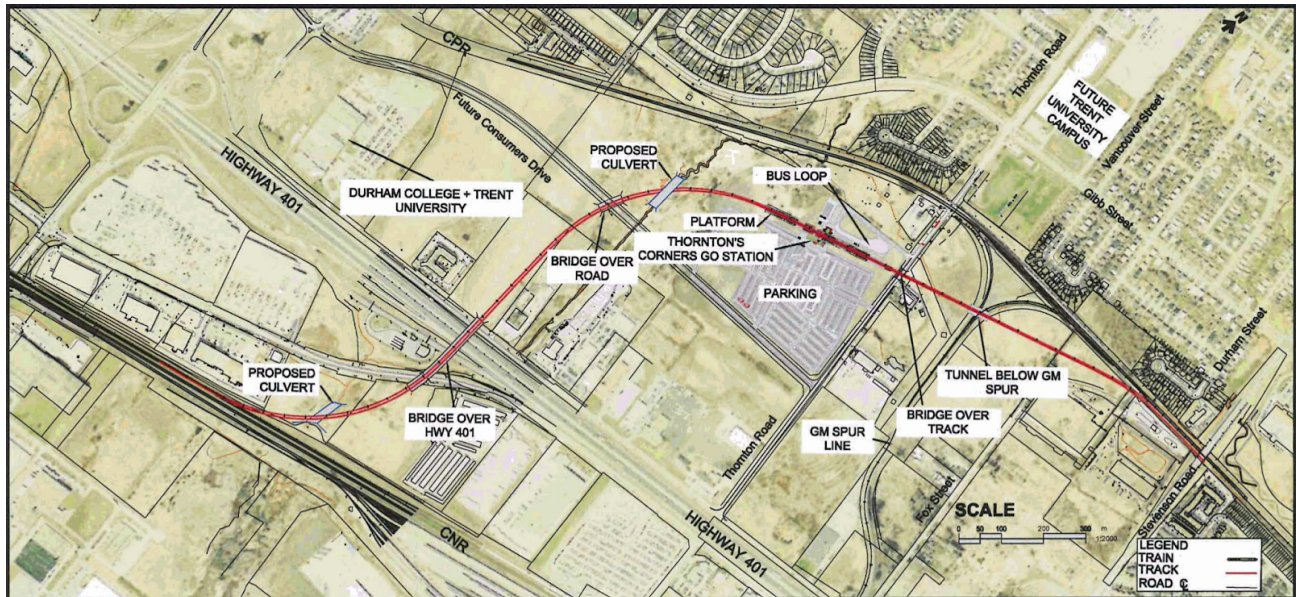 N
CPR
Thornton Road
FUTURE
TRENT
UNIVERSITY
CAMPUS
Vancouver Street
Gibb Street
Future Consumers Drive
PROPOSED
CULVERT
BUS LOOP
HIGHWAY 401
DURHAM COLLEGE + TRENT
UNIVERSITY
PLATFORM
THORNTON'S
CORNERS GO STATION
BRIDGE OVER
ROAD
PARKING
Durham Street
PROPOSED
CULVERT
TUNNEL BELOW GM
SPUR
BRIDGE OVER
HWY 401
BRIDGE OVER
TRACK
GM SPUR
LINE
Thornton Road
Fox Street
Stevenson Road
CNR
HIGHWAY 401
SCALE
0 50 100 200 300 m
1:2000
LEGEND
TRAIN
TRACK
ROAD ℄